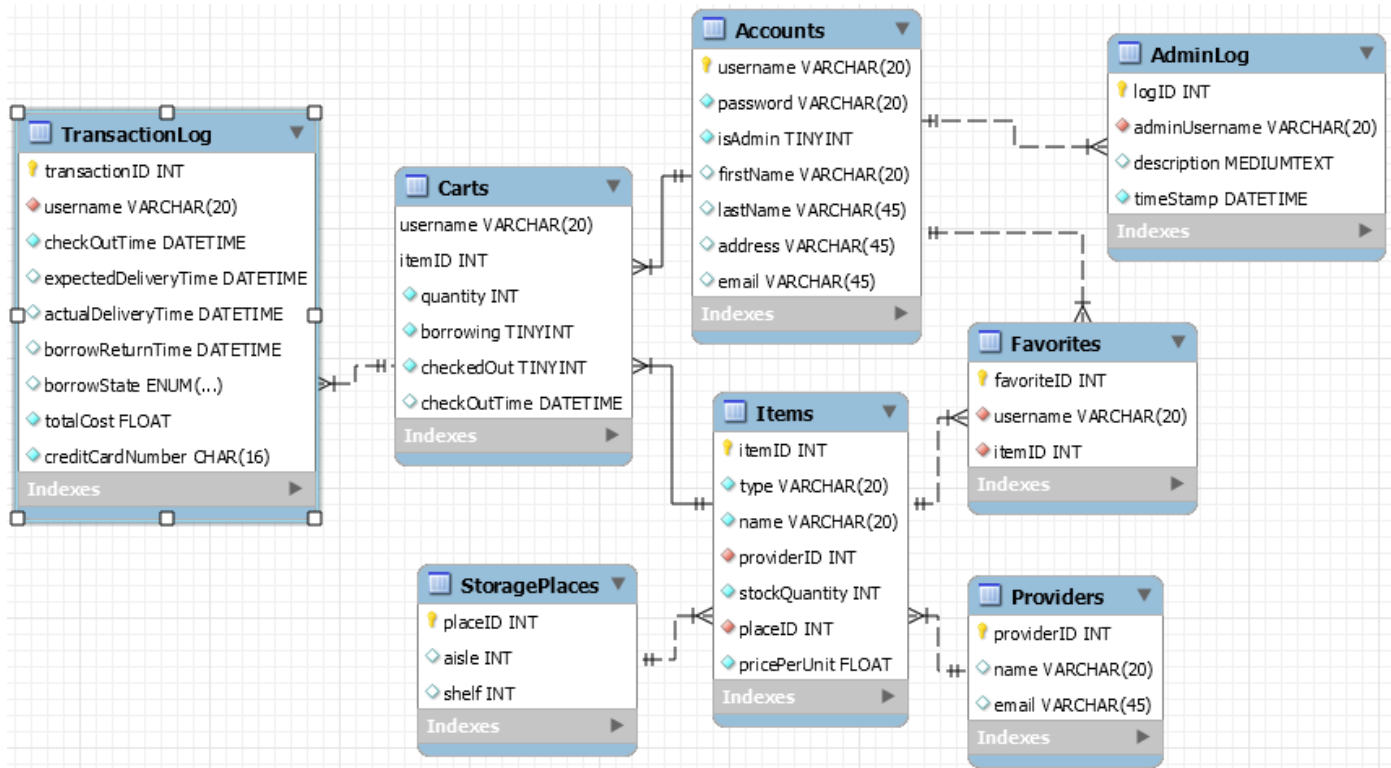 TransactionLog
transactionID INT
username VARCHAR(20)
checkOutTime DATETIME
expectedDeliveryTime DATETIME
actualDeliveryTime DATETIME
borrowReturnTime DATETIME
borrowState ENUM(...)
totalCost FLOAT
creditCardNumber CHAR(16)
Indexes
Carts
username VARCHAR(20)
itemID INT
quantity INT
borrowing TINYINT
checkedOut TINYINT
checkOutTime DATETIME
Indexes
Accounts
username VARCHAR(20)
password VARCHAR(20)
isAdmin TINYINT
firstName VARCHAR(20)
lastName VARCHAR(45)
address VARCHAR(45)
email VARCHAR(45)
Indexes
AdminLog
logID INT
adminUsername VARCHAR(20)
description MEDIUMTEXT
timeStamp DATETIME
Indexes
Favorites
favoriteID INT
username VARCHAR(20)
itemID INT
Indexes
Items
itemID INT
type VARCHAR(20)
name VARCHAR(20)
providerID INT
stockQuantity INT
placeID INT
pricePerUnit FLOAT
Indexes
StoragePlaces
placeID INT
aisle INT
shelf INT
Indexes
Providers
providerID INT
name VARCHAR(20)
email VARCHAR(45)
Indexes